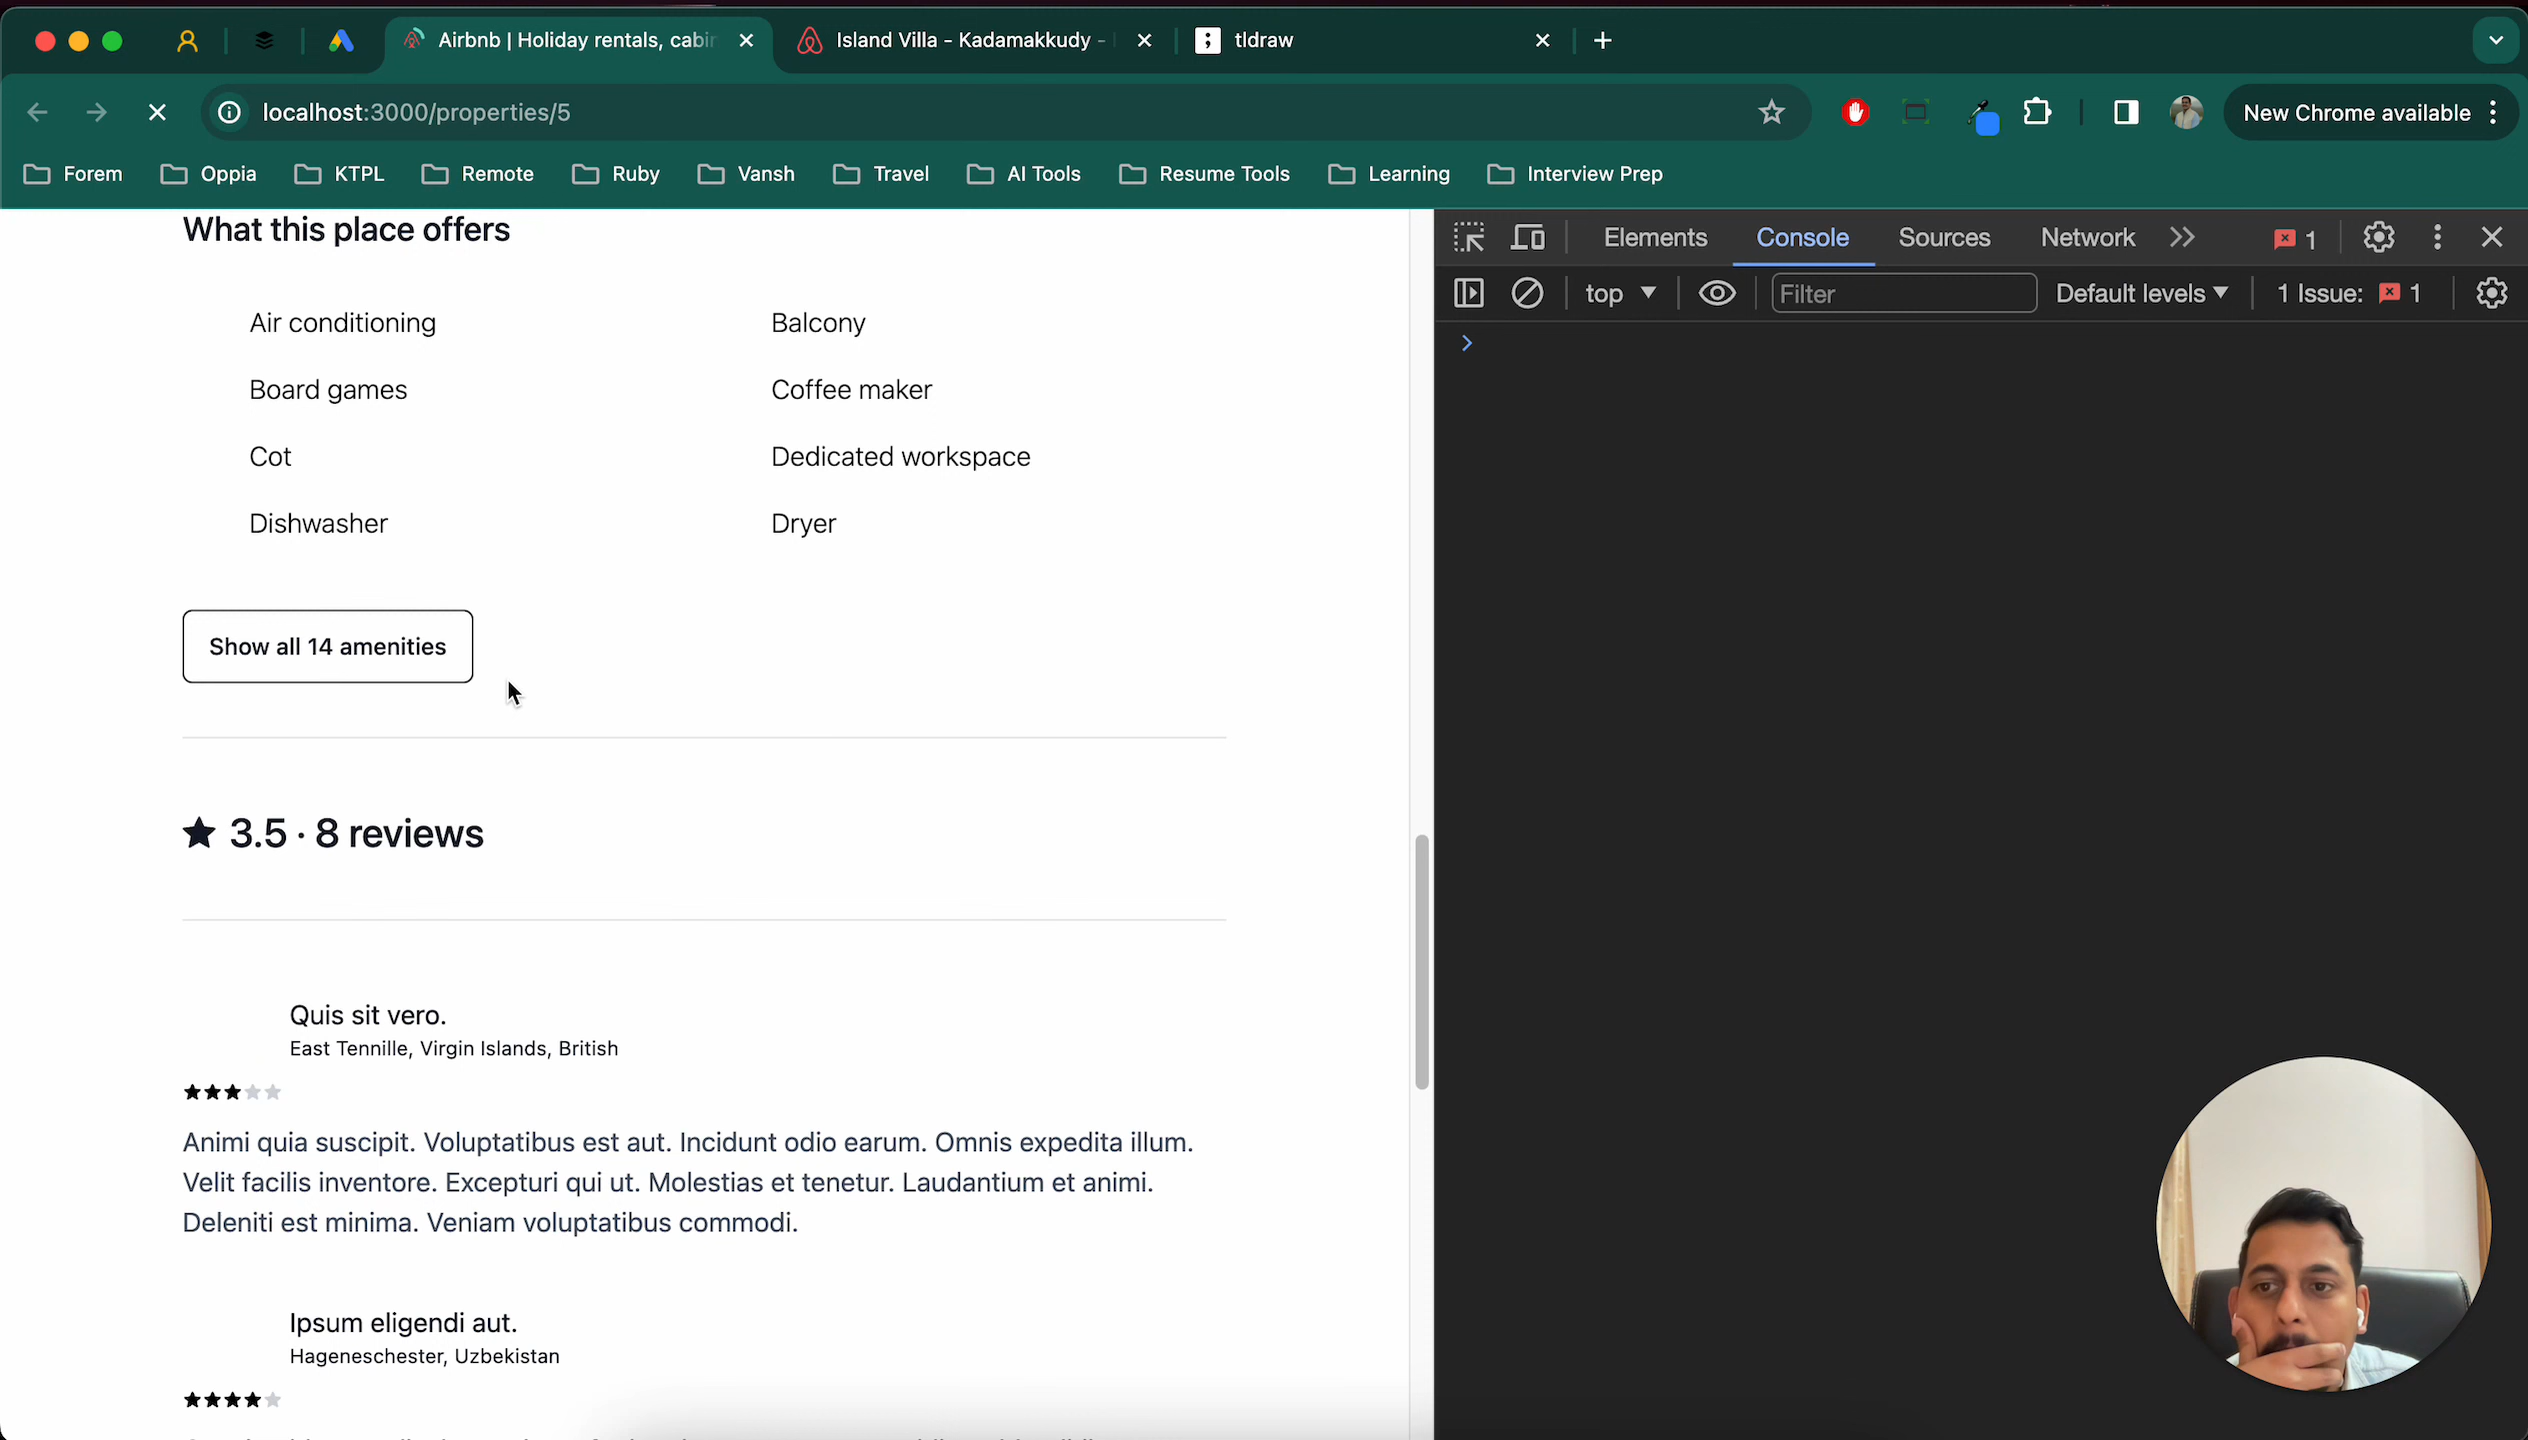 Airbnb | Holiday rentals, cabi
Island Villa - Kadamakkudy -
tldraw
localhost:3000/properties/5
New Chrome available
Forem
Oppia
KTPL
Remote
Ruby
Vansh
Travel
AI Tools
Resume Tools
Learning
Interview Prep
What this place offers
Air conditioning
Balcony
Board games
Coffee maker
Cot
Dedicated workspace
Dishwasher
Dryer
Show all 14 amenities
3.5 · 8 reviews
Quis sit vero.
East Tennille, Virgin Islands, British
Animi quia suscipit. Voluptatibus est aut. Incidunt odio earum. Omnis expedita illum.
Velit facilis inventore. Excepturi qui ut. Molestias et tenetur. Laudantium et animi.
Deleniti est minima. Veniam voluptatibus commodi.
Ipsum eligendi aut.
Hageneschester, Uzbekistan
Elements
Console
Sources
Network
1
top
Filter
Default levels
1 Issue:
1